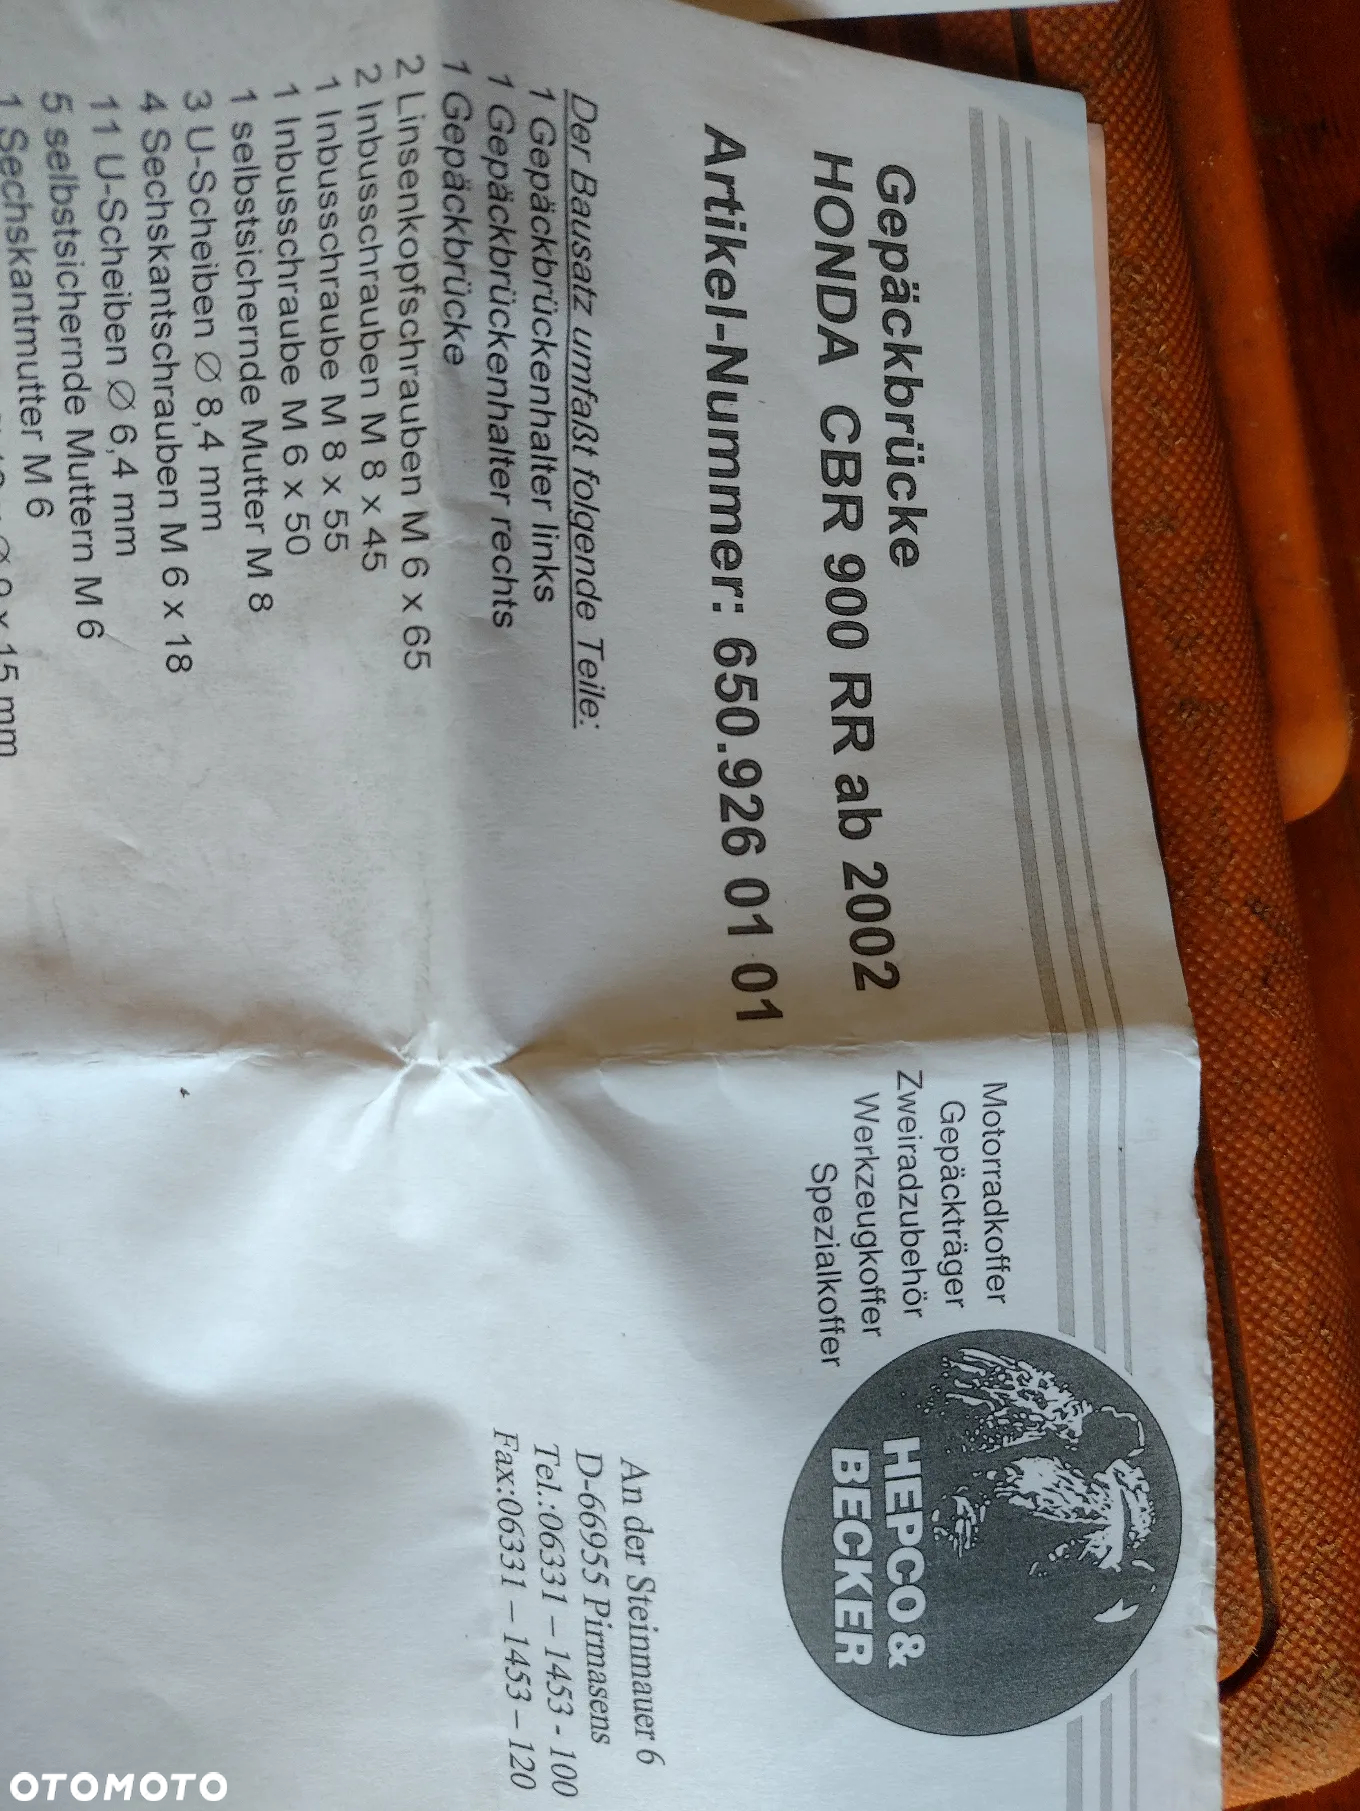 Gepäckbrücke
HONDA CBR 900 RR ab 2002
Artikel-Nummer: 650.926 01 01
Motorradkoffer
Gepäckträger
Zweiradzubehör
Werkzeugkoffer
Spezialkoffer
HEPCO &
BECKER
An der Steinmauer 6
D-66955 Pirmasens
Tel.:06331 – 1453 - 100
Fax:06331 – 1453 – 120
Der Bausatz umfaßt folgende Teile:
1 Gepäckbrückenhalter links
1 Gepäckbrückenhalter rechts
1 Gepäckbrücke
2 Linsenkopfschrauben M 6 x 65
2 Inbusschrauben M 8 x 45
1 Inbusschraube M 8 x 55
1 Inbusschraube M 6 x 50
1 selbstsichernde Mutter M 8
3 U-Scheiben ∅ 8,4 mm
4 Sechskantschrauben M 6 x 18
11 U-Scheiben ∅ 6,4 mm
5 selbstsichernde Muttern M 6
1 Sechskantmutter M 6
x 15 mm
OTOMOTO